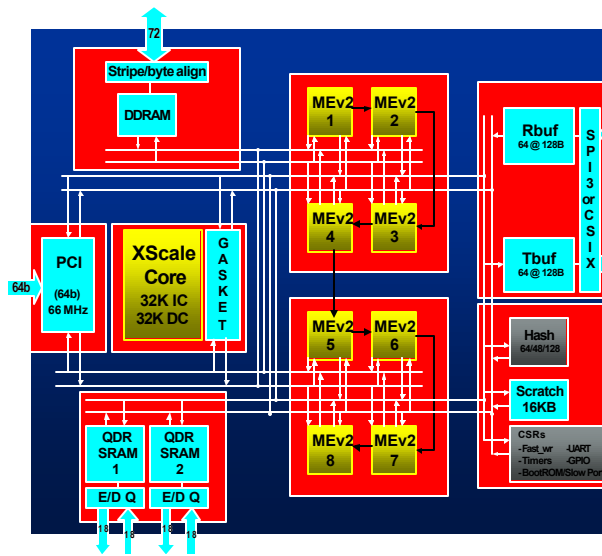 72
Stripe/byte align
DDRAM
MEv2
1
MEv2
2
MEv2
4
MEv2
3
Rbuf
64 @ 128B
Tbuf
64 @ 128B
S
P
I
3
or
C
S
I
X
64b
PCI
(64b)
66 MHz
XScale
Core
32K IC
32K DC
G
A
S
K
E
T
MEv2
5
MEv2
6
MEv2
8
MEv2
7
Hash
64/48/128
Scratch
16KB
CSRs
-Fast_wr -UART
-Timers -GPIO
-BootROM/Slow Port
QDR
SRAM
1
QDR
SRAM
2
E/D Q
E/D Q
18
18
18
18